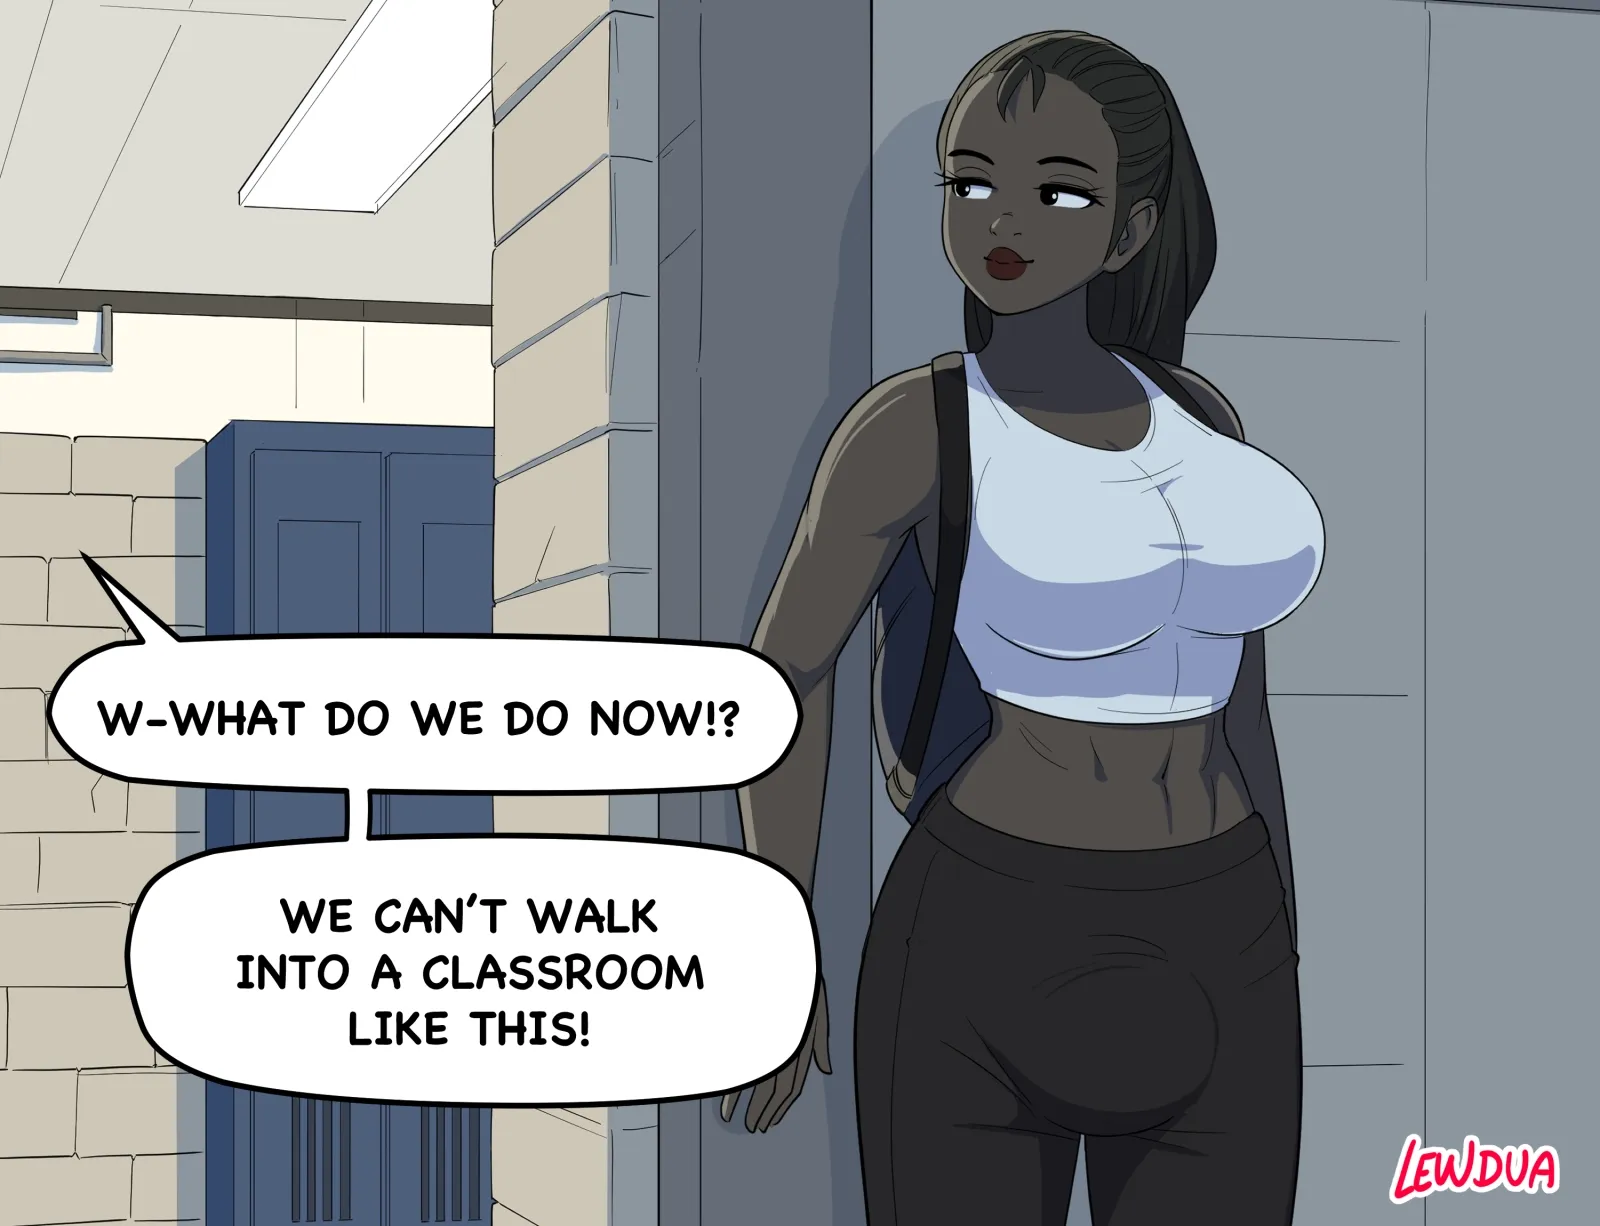 W-WHAT DO WE DO NOW!?
WE CAN'T WALK
INTO A CLASSROOM
LIKE THIS!
LEWDUA